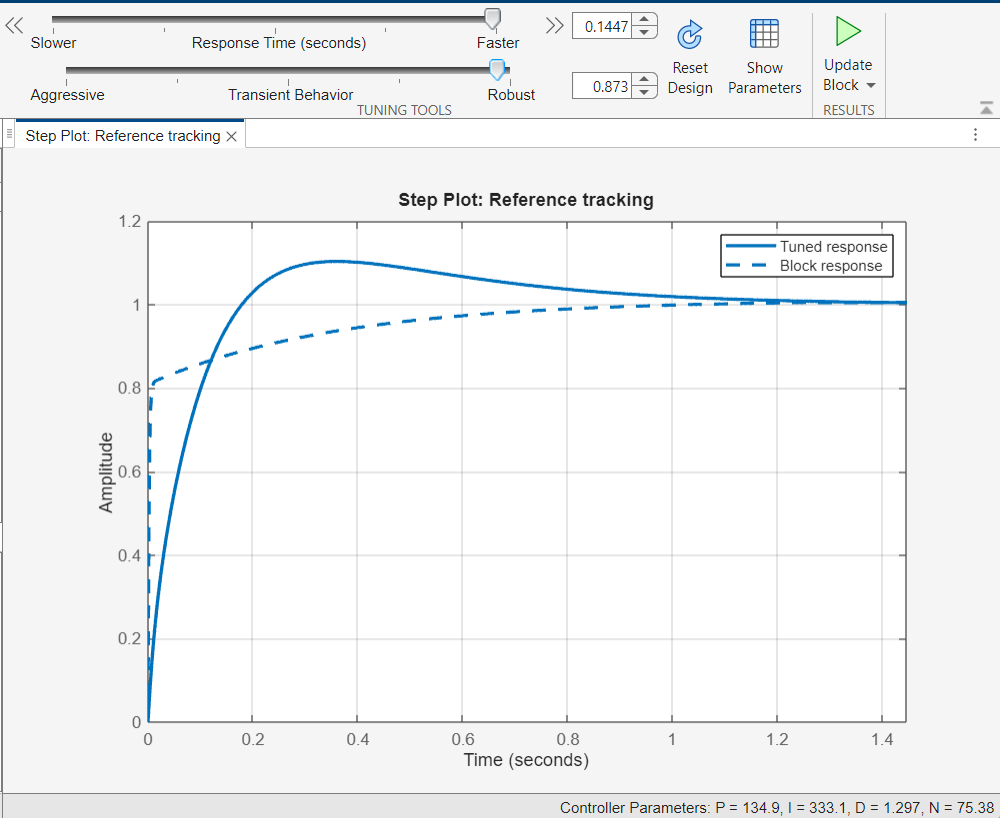 Slower Response Time (seconds) Faster
0.1447
Aggressive Transient Behavior Robust
0.873
Reset Design
Show Parameters
Update Block
TUNING TOOLS
RESULTS
Step Plot: Reference tracking
Step Plot: Reference tracking
Tuned response
Block response
Amplitude
1.2
1
0.8
0.6
0.4
0.2
0
0 0.2 0.4 0.6 0.8 1 1.2 1.4
Time (seconds)
Controller Parameters: P = 134.9, I = 333.1, D = 1.297, N = 75.38